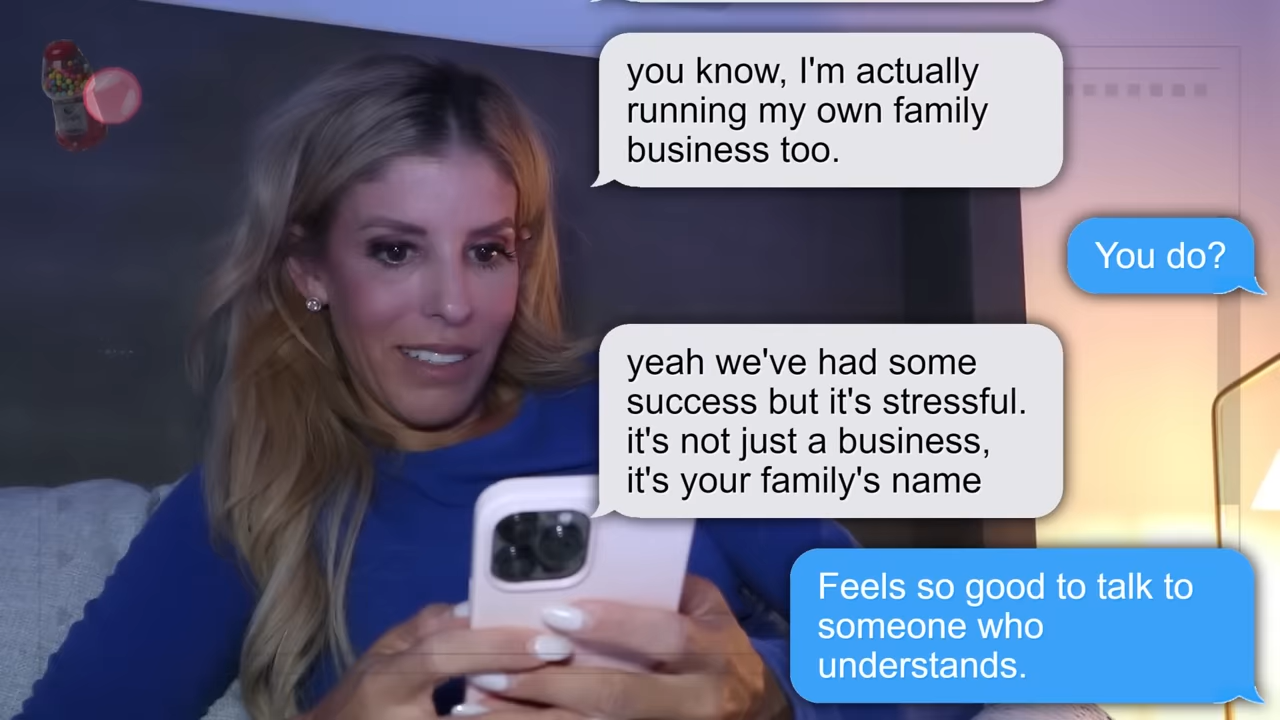 you know, I'm actually
running my own family
business too.
You do?
yeah we've had some
success but it's stressful.
it's not just a business,
it's your family's name
Feels so good to talk to
someone who
understands.